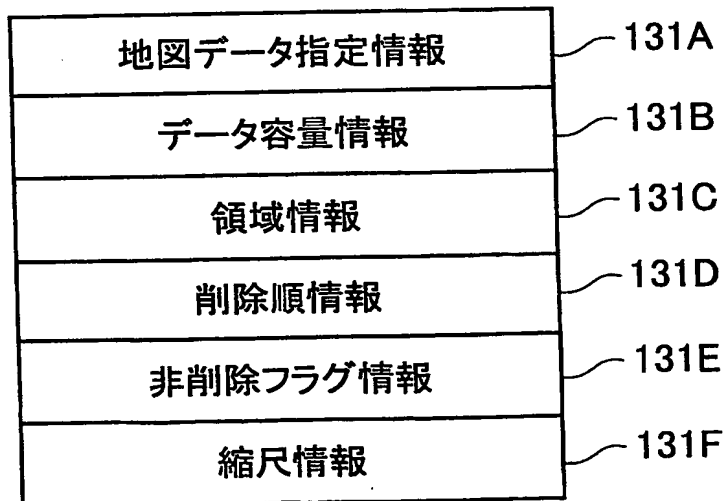 地図データ指定情報 131A
データ容量情報 131B
領域情報 131C
削除順情報 131D
非削除フラグ情報 131E
縮尺情報 131F